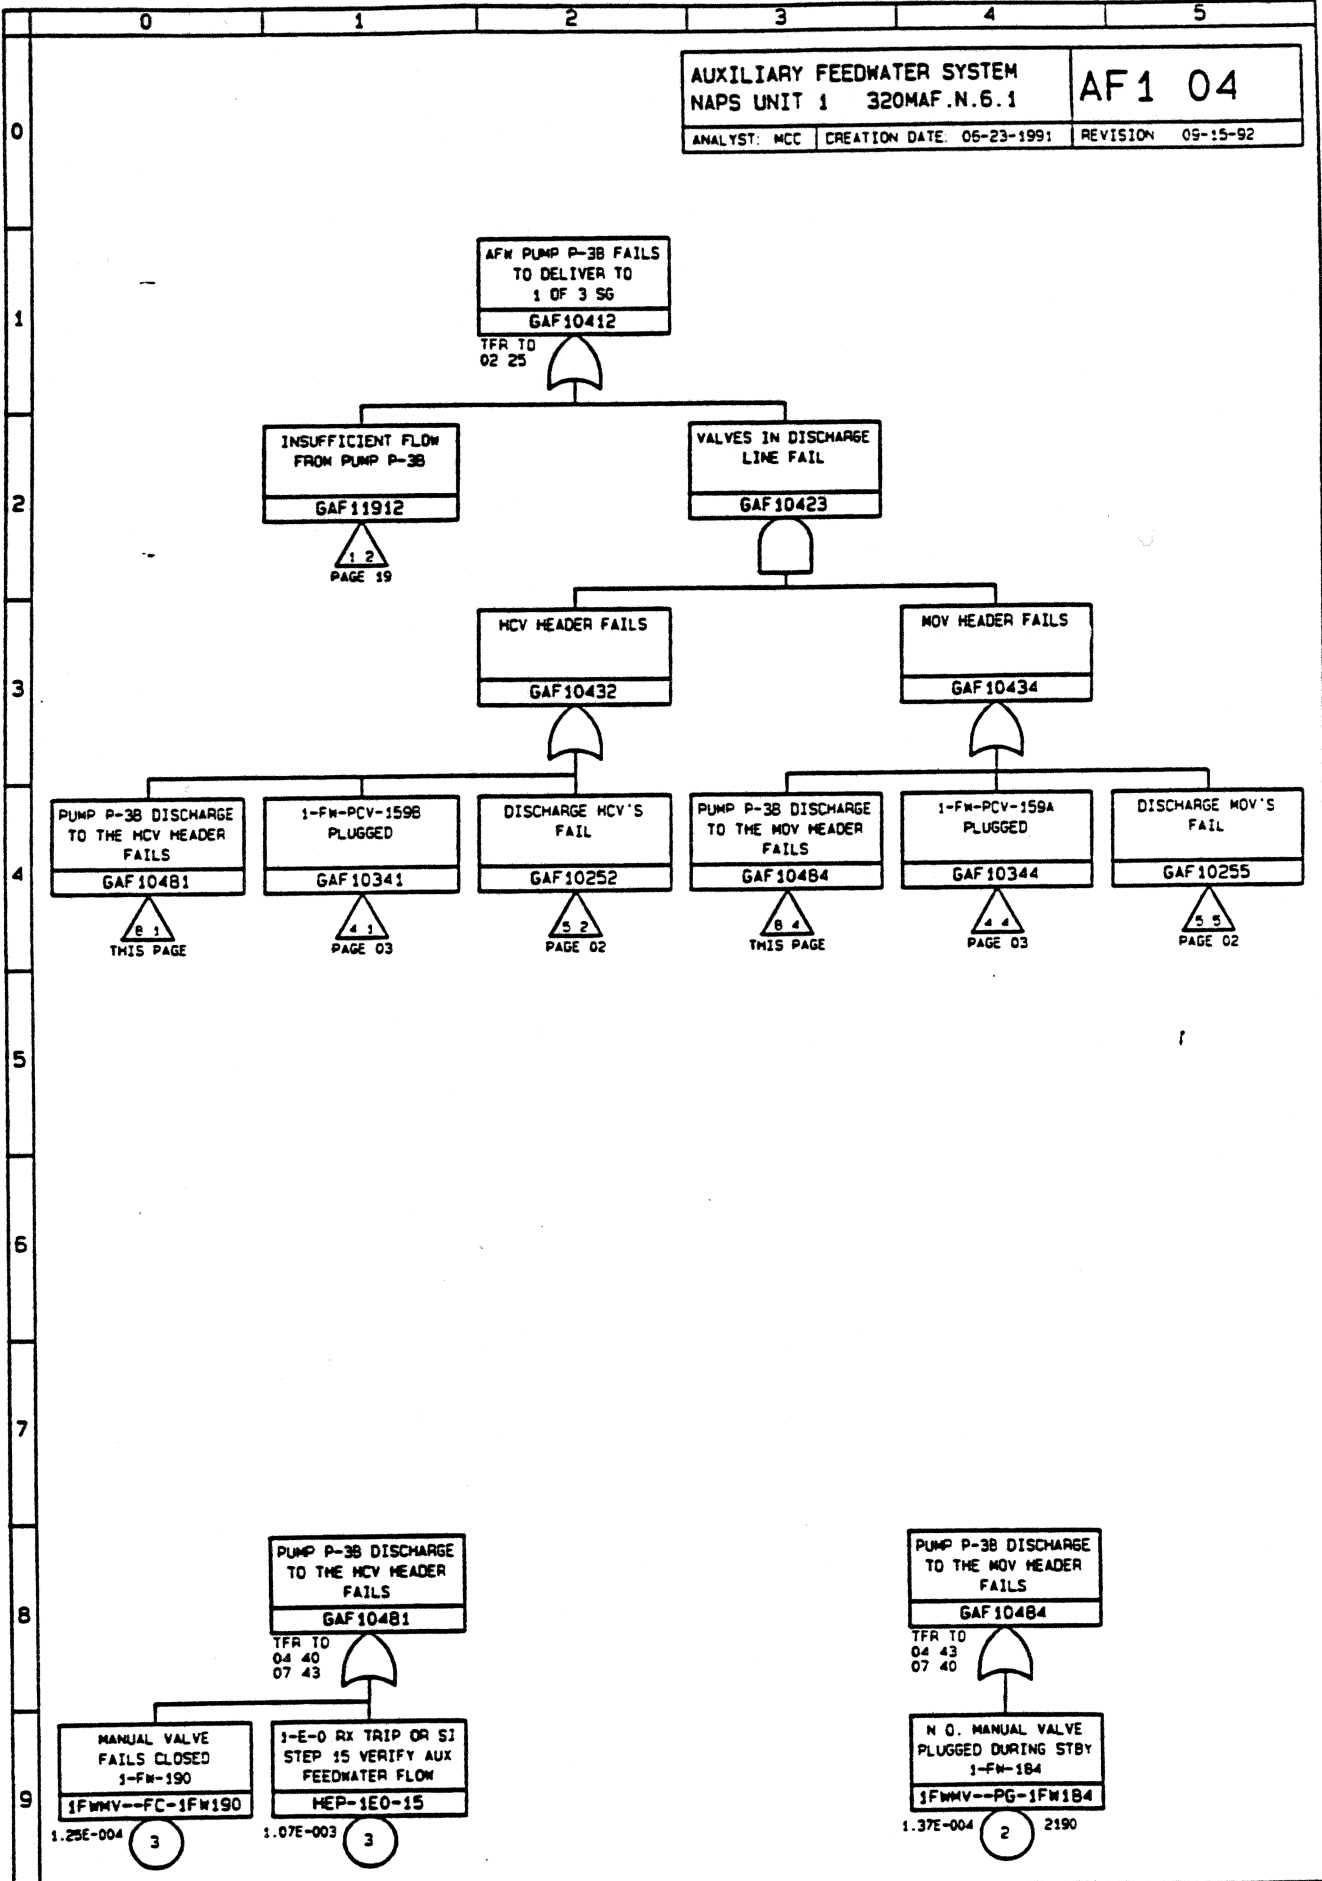 0 1 2 3 4 5
AUXILIARY FEEDWATER SYSTEM
NAPS UNIT 1 320MAF.N.6.1
AF1 04
ANALYST: MCC CREATION DATE: 06-23-1991 REVISION 09-15-92
0
AFW PUMP P-3B FAILS
TO DELIVER TO
1 OF 3 SG
GAF10412
TFR TO
02 25
1
INSUFFICIENT FLOW
FROM PUMP P-3B
GAF11912
1 2
PAGE 19
VALVES IN DISCHARGE
LINE FAIL
GAF10423
2
HCV HEADER FAILS
GAF10432
MOV HEADER FAILS
GAF10434
3
PUMP P-3B DISCHARGE
TO THE HCV HEADER
FAILS
GAF10481
8 1
THIS PAGE
1-FW-PCV-159B
PLUGGED
GAF10341
4 1
PAGE 03
DISCHARGE HCV'S
FAIL
GAF10252
5 2
PAGE 02
PUMP P-3B DISCHARGE
TO THE MOV HEADER
FAILS
GAF10484
8 4
THIS PAGE
1-FW-PCV-159A
PLUGGED
GAF10344
4 4
PAGE 03
DISCHARGE MOV'S
FAIL
GAF10255
5 5
PAGE 02
4
5
6
7
PUMP P-3B DISCHARGE
TO THE HCV HEADER
FAILS
GAF10481
TFR TO
04 40
07 43
PUMP P-3B DISCHARGE
TO THE MOV HEADER
FAILS
GAF10484
TFR TO
04 43
07 40
8
MANUAL VALVE
FAILS CLOSED
1-FW-190
1FWMV--FC-1FW190
1.25E-004 3
1-E-0 RX TRIP OR SI
STEP 15 VERIFY AUX
FEEDWATER FLOW
HEP-1E0-15
1.07E-003 3
N O. MANUAL VALVE
PLUGGED DURING STBY
1-FW-184
1FWMV--PG-1FW184
1.37E-004 2 2190
9